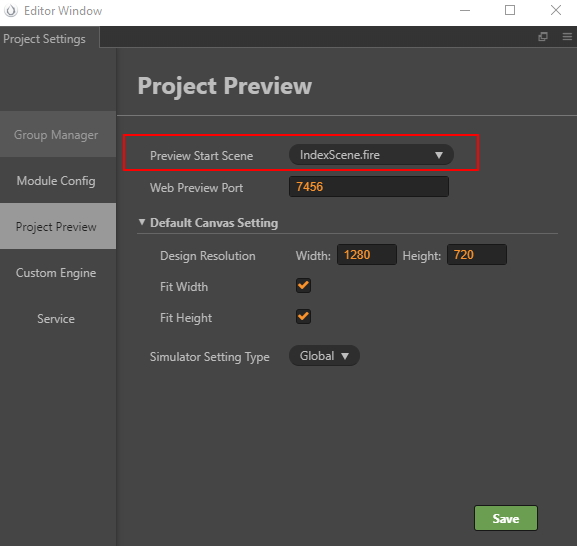 Editor Window
Project Settings
Group Manager
Module Config
Project Preview
Custom Engine
Service
Project Preview
Preview Start Scene IndexScene.fire
Web Preview Port 7456
Default Canvas Setting
Design Resolution Width: 1280 Height: 720
Fit Width
Fit Height
Simulator Setting Type Global
Save